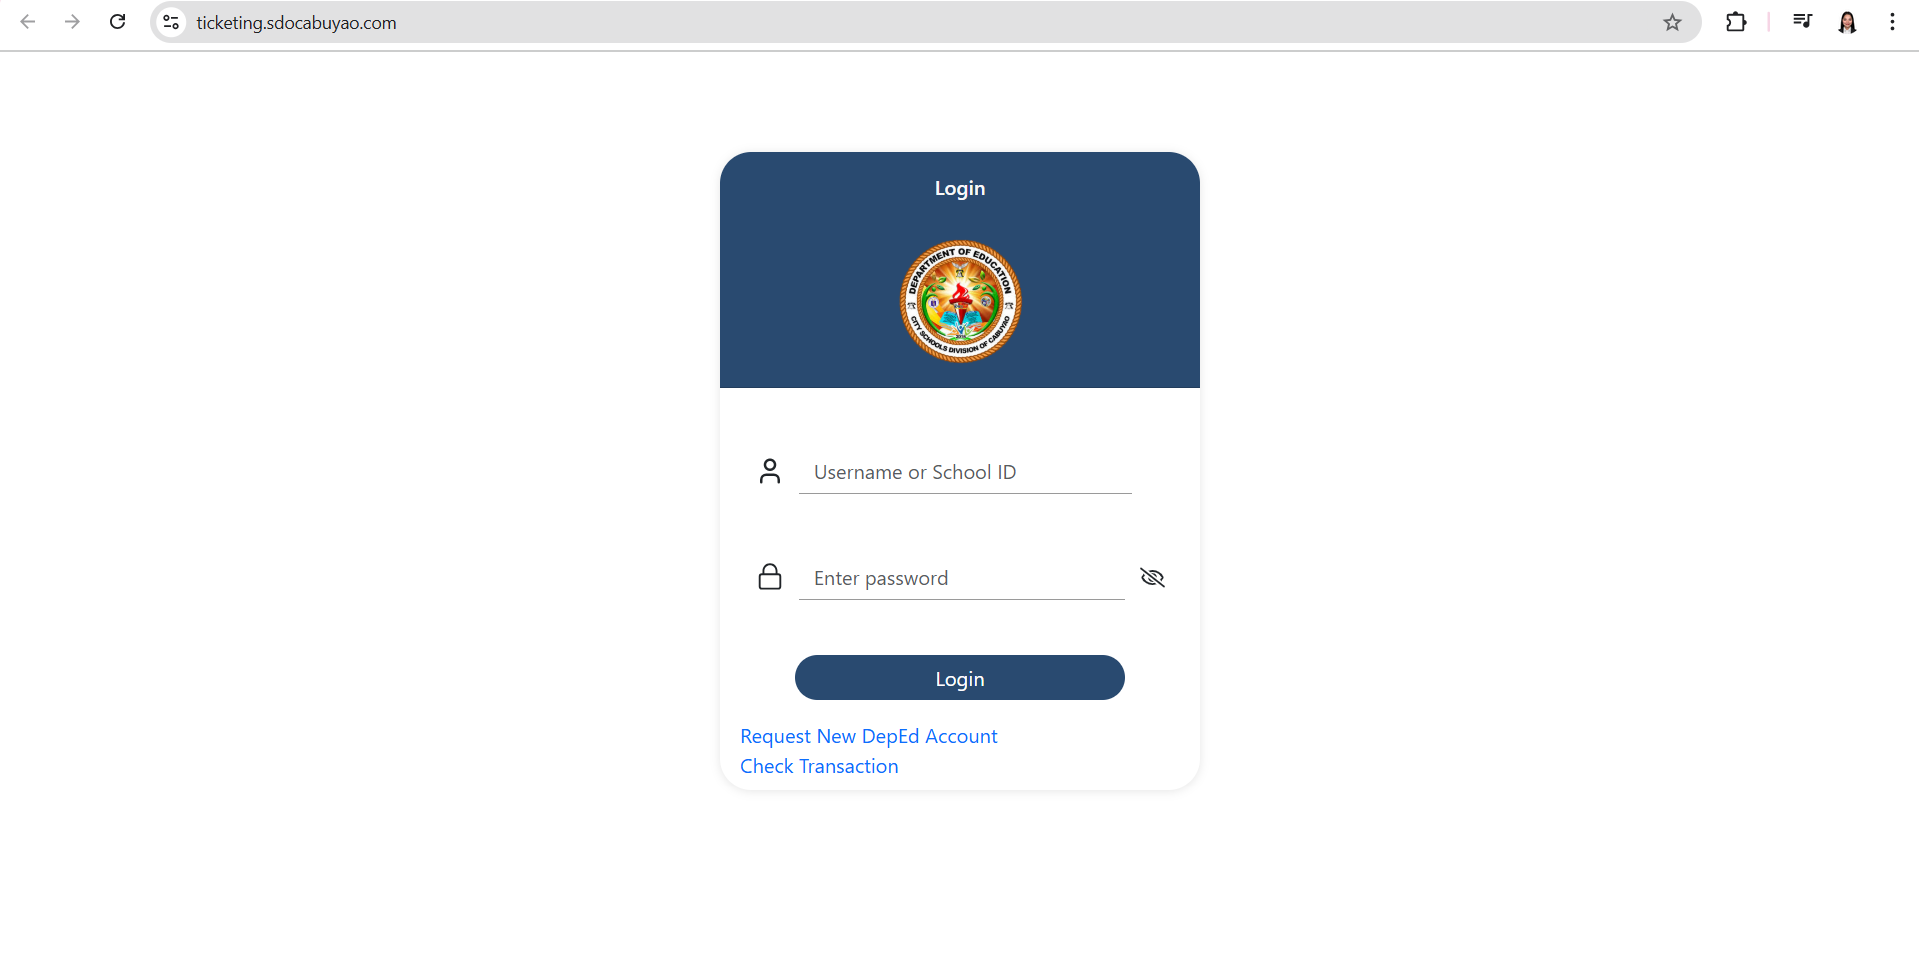 ticketing.sdocabuyao.com
Login
DEPARTMENT OF EDUCATION
CITY SCHOOLS DIVISION OF CABUYAO
Username or School ID
Enter password
Login
Request New DepEd Account
Check Transaction